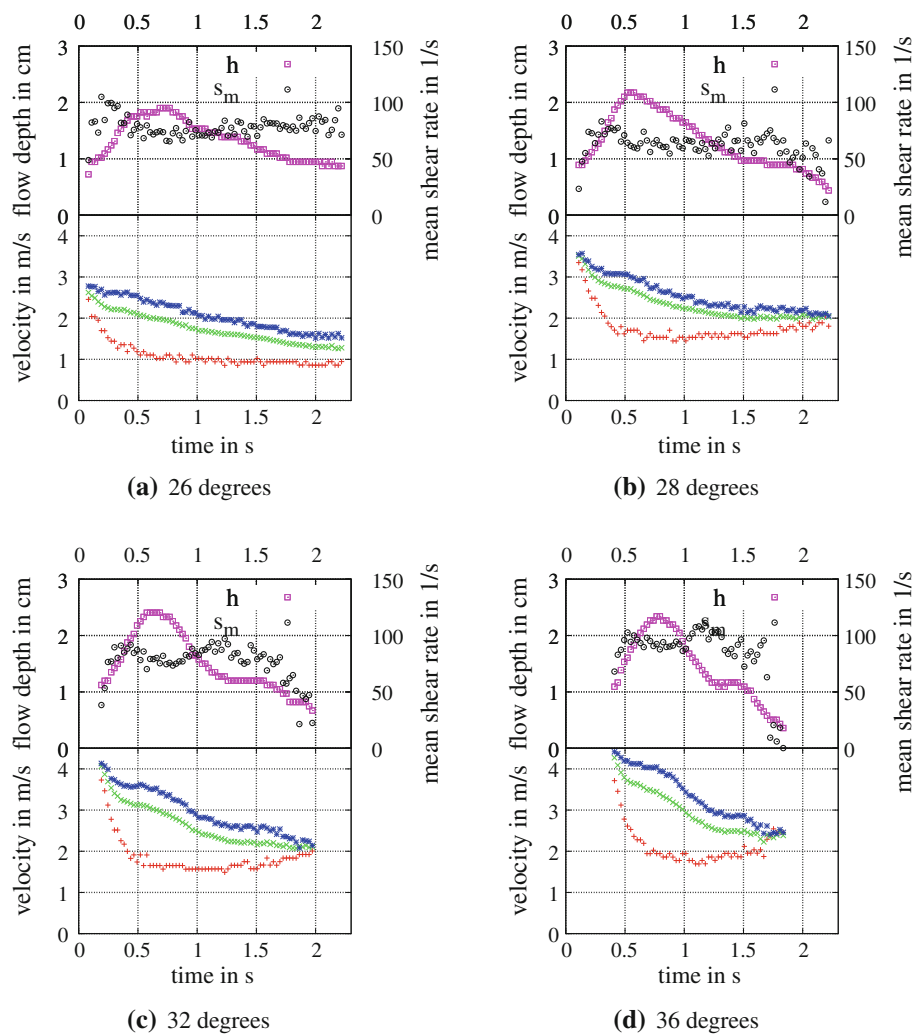 0 0.5 1 1.5 2
3
2
1
0
flow depth in cm
h
s_m
150
100
50
0
mean shear rate in 1/s
4
3
2
1
0
velocity in m/s
0 0.5 1 1.5 2
time in s
(a) 26 degrees
0 0.5 1 1.5 2
3
2
1
0
flow depth in cm
h
s_m
150
100
50
0
mean shear rate in 1/s
4
3
2
1
0
velocity in m/s
0 0.5 1 1.5 2
time in s
(b) 28 degrees
0 0.5 1 1.5 2
3
2
1
0
flow depth in cm
h
s_m
150
100
50
0
mean shear rate in 1/s
4
3
2
1
0
velocity in m/s
0 0.5 1 1.5 2
time in s
(c) 32 degrees
0 0.5 1 1.5 2
3
2
1
0
flow depth in cm
h
s_m
150
100
50
0
mean shear rate in 1/s
4
3
2
1
0
velocity in m/s
0 0.5 1 1.5 2
time in s
(d) 36 degrees